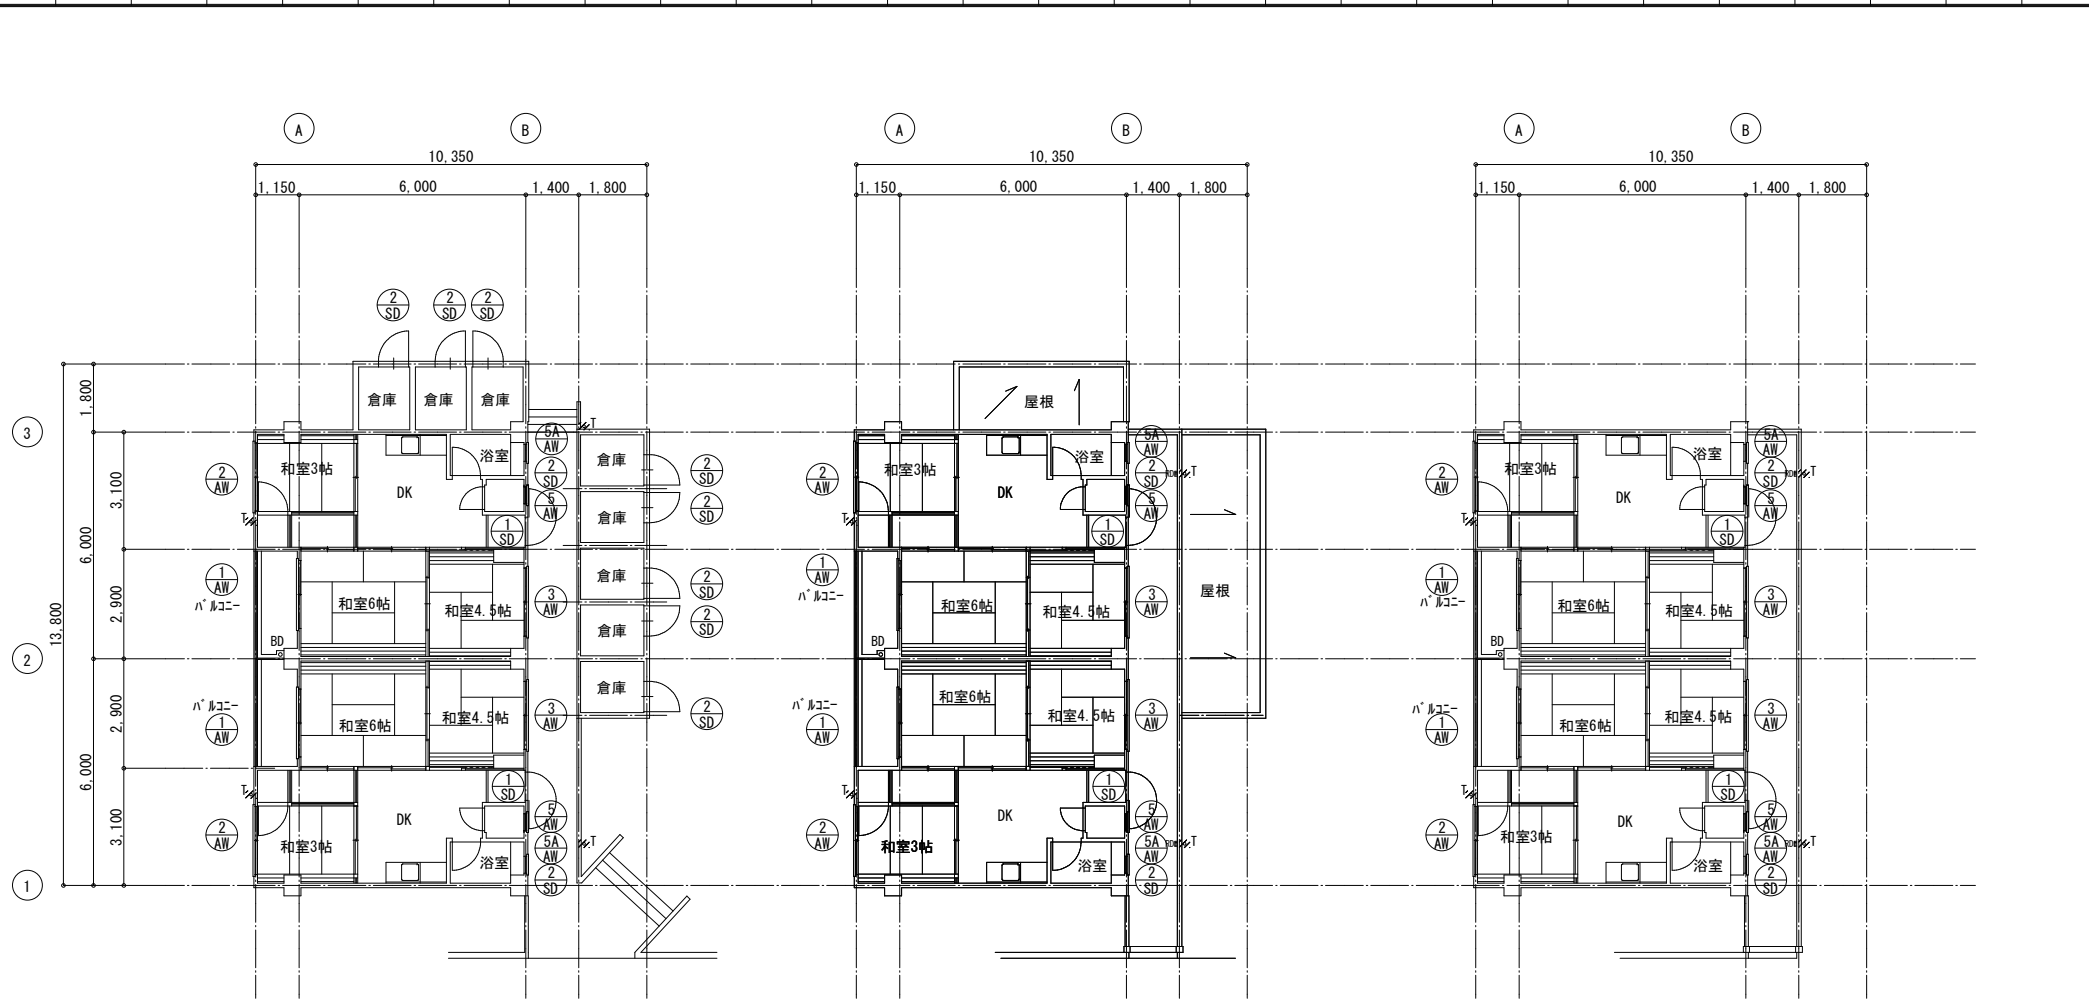 A B A B A B
10,350 10,350 10,350
1,150 6,000 1,400 1,800 1,150 6,000 1,400 1,800 1,150 6,000 1,400 1,800
2 SD 2 SD 2 SD
1,800
倉庫 倉庫 倉庫
屋根
3
3,100
6,000
2,900
13,800
2
2,900
6,000
3,100
1
2 AW
T
和室3帖
DK
浴室
5A AW
2 SD
5 AW
1 SD
T
倉庫
2 SD
倉庫
2 SD
倉庫
2 SD
倉庫
2 SD
倉庫
2 SD
1 AW
バルコニー
BD
和室6帖
和室4.5帖
3 AW
バルコニー
1 AW
和室6帖
和室4.5帖
3 AW
T
2 AW
和室3帖
DK
1 SD
浴室
5 AW
5A AW
2 SD
T
2 AW
T
和室3帖
DK
浴室
5A AW
2 SD
5 AW
1 SD
T
1 AW
バルコニー
BD
和室6帖
和室4.5帖
3 AW
屋根
バルコニー
1 AW
和室6帖
和室4.5帖
3 AW
T
2 AW
和室3帖
DK
1 SD
浴室
5 AW
5A AW
2 SD
T
2 AW
T
和室3帖
DK
浴室
5A AW
2 SD
5 AW
1 SD
T
1 AW
バルコニー
BD
和室6帖
和室4.5帖
3 AW
バルコニー
1 AW
和室6帖
和室4.5帖
3 AW
T
2 AW
和室3帖
DK
1 SD
浴室
5 AW
5A AW
2 SD
T